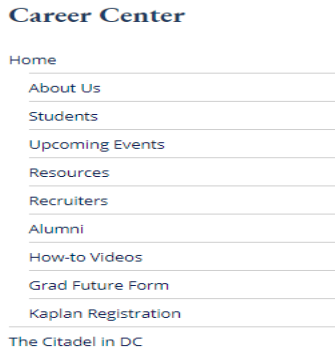 Career Center
Home
About Us
Students
Upcoming Events
Resources
Recruiters
Alumni
How-to Videos
Grad Future Form
Kaplan Registration
The Citadel in DC